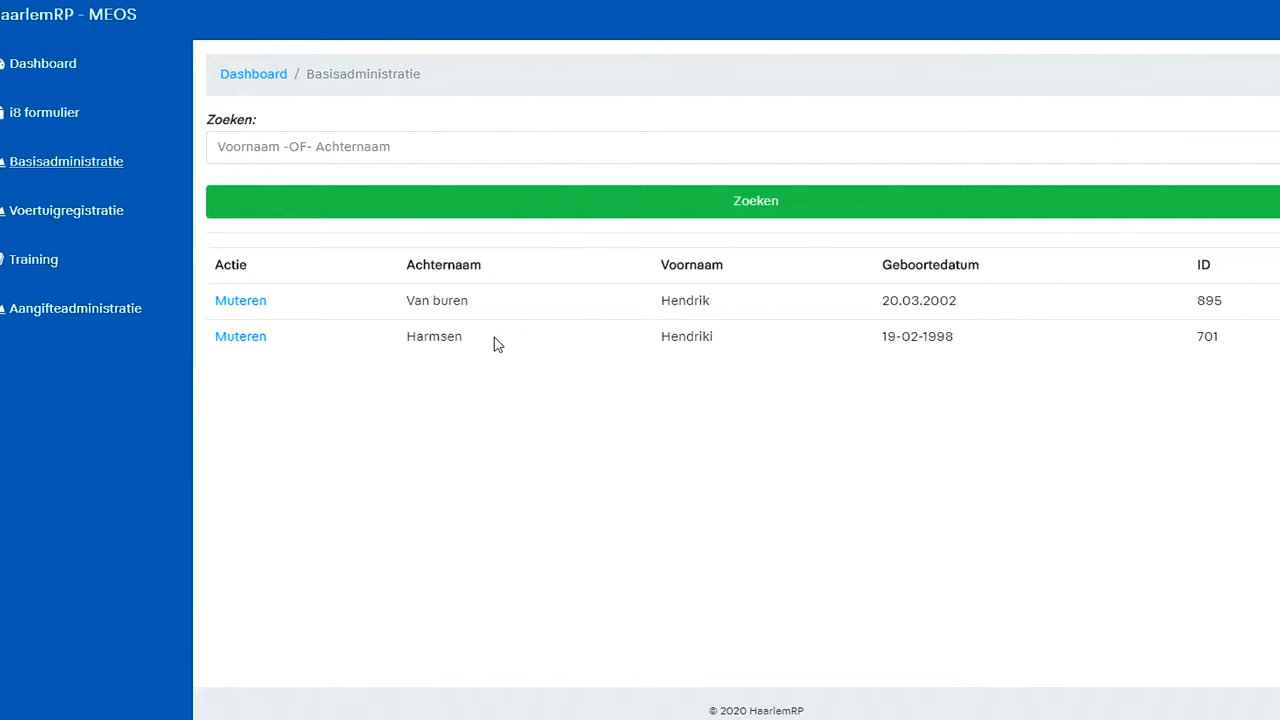 aarlemRP - MEOS
Dashboard
i8 formulier
Basisadministratie
Voertuigregistratie
Training
Aangifteadministratie
Dashboard / Basisadministratie
Zoeken:
Voornaam -OF- Achternaam
Zoeken
Actie Achternaam Voornaam Geboortedatum ID
Muteren Van buren Hendrik 20.03.2002 895
Muteren Harmsen Hendriki 19-02-1998 701
© 2020 HaarlemRP